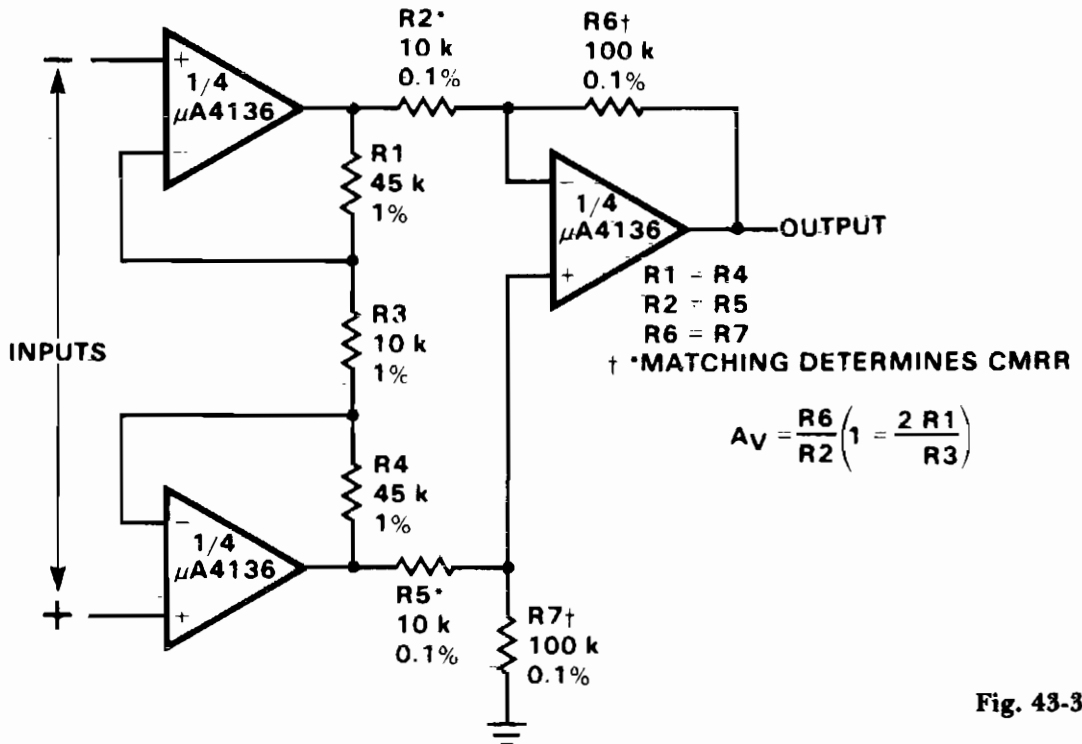 R2*
10 k
0.1%
R6†
100 k
0.1%
−
+
1/4
μA4136
−
R1
45 k
1%
−
1/4
μA4136
+
OUTPUT
R1 = R4
R2 = R5
R6 = R7
† *MATCHING DETERMINES CMRR
INPUTS
R3
10 k
1%
AV = R6/R2 (1 = 2 R1/R3)
R4
45 k
1%
−
1/4
μA4136
+
+
R5*
10 k
0.1%
R7†
100 k
0.1%
Fig. 43-3